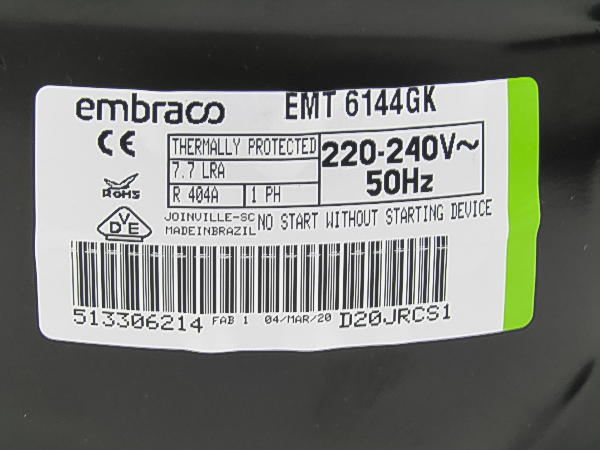 embraco EMT 6144GK
CE
THERMALLY PROTECTED
7.7 LRA
R 404A 1 PH
220-240V~
50Hz
RoHS
VDE
JOINVILLE-SC
MADEINBRAZIL
NO START WITHOUT STARTING DEVICE
513306214 FAB 1 04/MAR/20 D20JRCS1